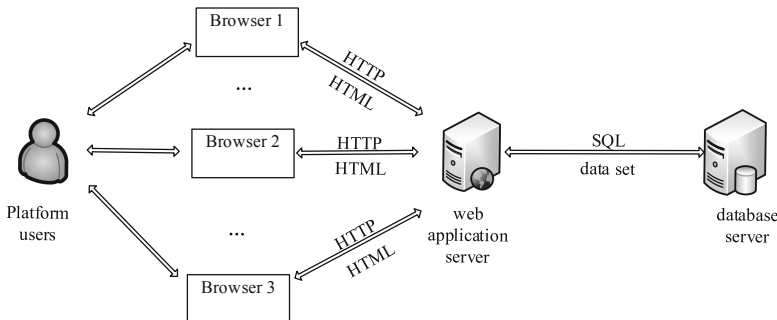 Browser 1
HTTP
HTML
...
Browser 2
HTTP
HTML
SQL
data set
Platform
users
web
application
server
database
server
...
HTTP
HTML
Browser 3